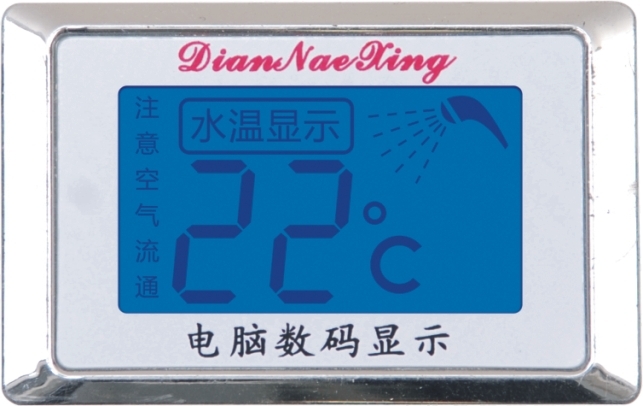 DianNaeXing
注意空气流通
水温显示
22°C
电脑数码显示